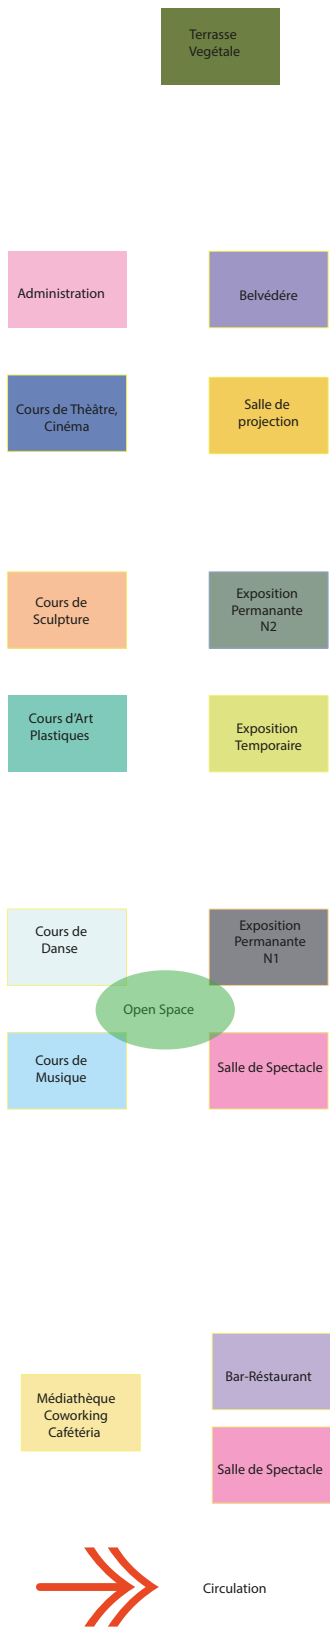 Terrasse
Vegétale
Administration
Belvédére
Cours de Thèâtre,
Cinéma
Salle de
projection
Cours de
Sculpture
Exposition
Permanante
N2
Cours d'Art
Plastiques
Exposition
Temporaire
Cours de
Danse
Exposition
Permanante
N1
Open Space
Cours de
Musique
Salle de Spectacle
Bar-Réstaurant
Médiathèque
Coworking
Cafétéria
Salle de Spectacle
Circulation